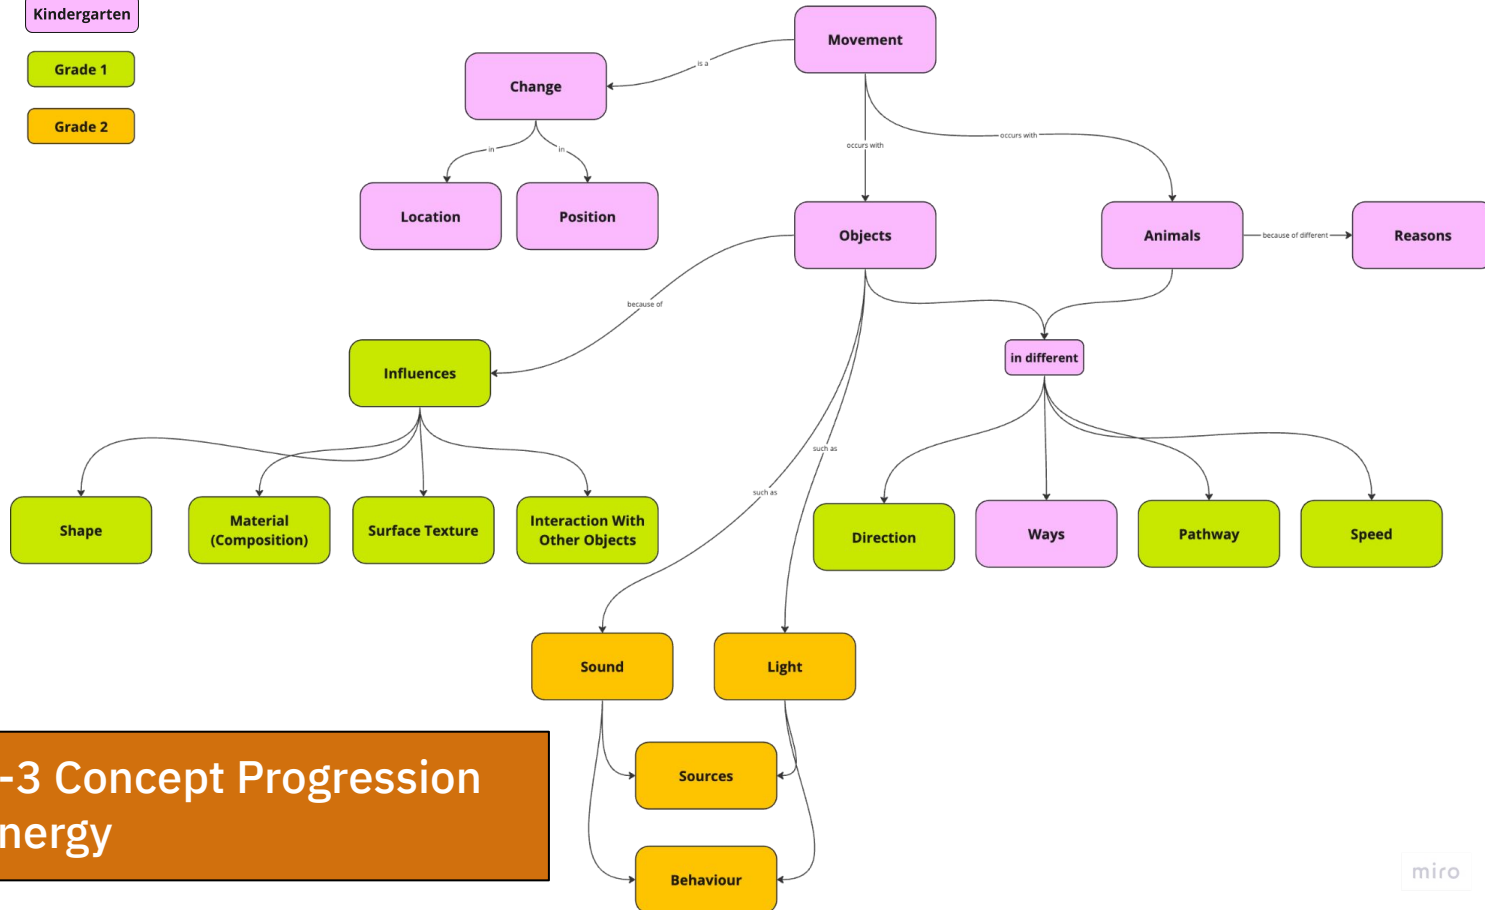 Kindergarten
Grade 1
Grade 2
Movement
is a
Change
occurs with
occurs with
in
in
Location
Position
Objects
Animals
because of different
Reasons
because of
in different
Influences
such as
such as
Shape
Material
(Composition)
Surface Texture
Interaction With
Other Objects
Direction
Ways
Pathway
Speed
Sound
Light
Sources
Behaviour
-3 Concept Progression
nergy
miro